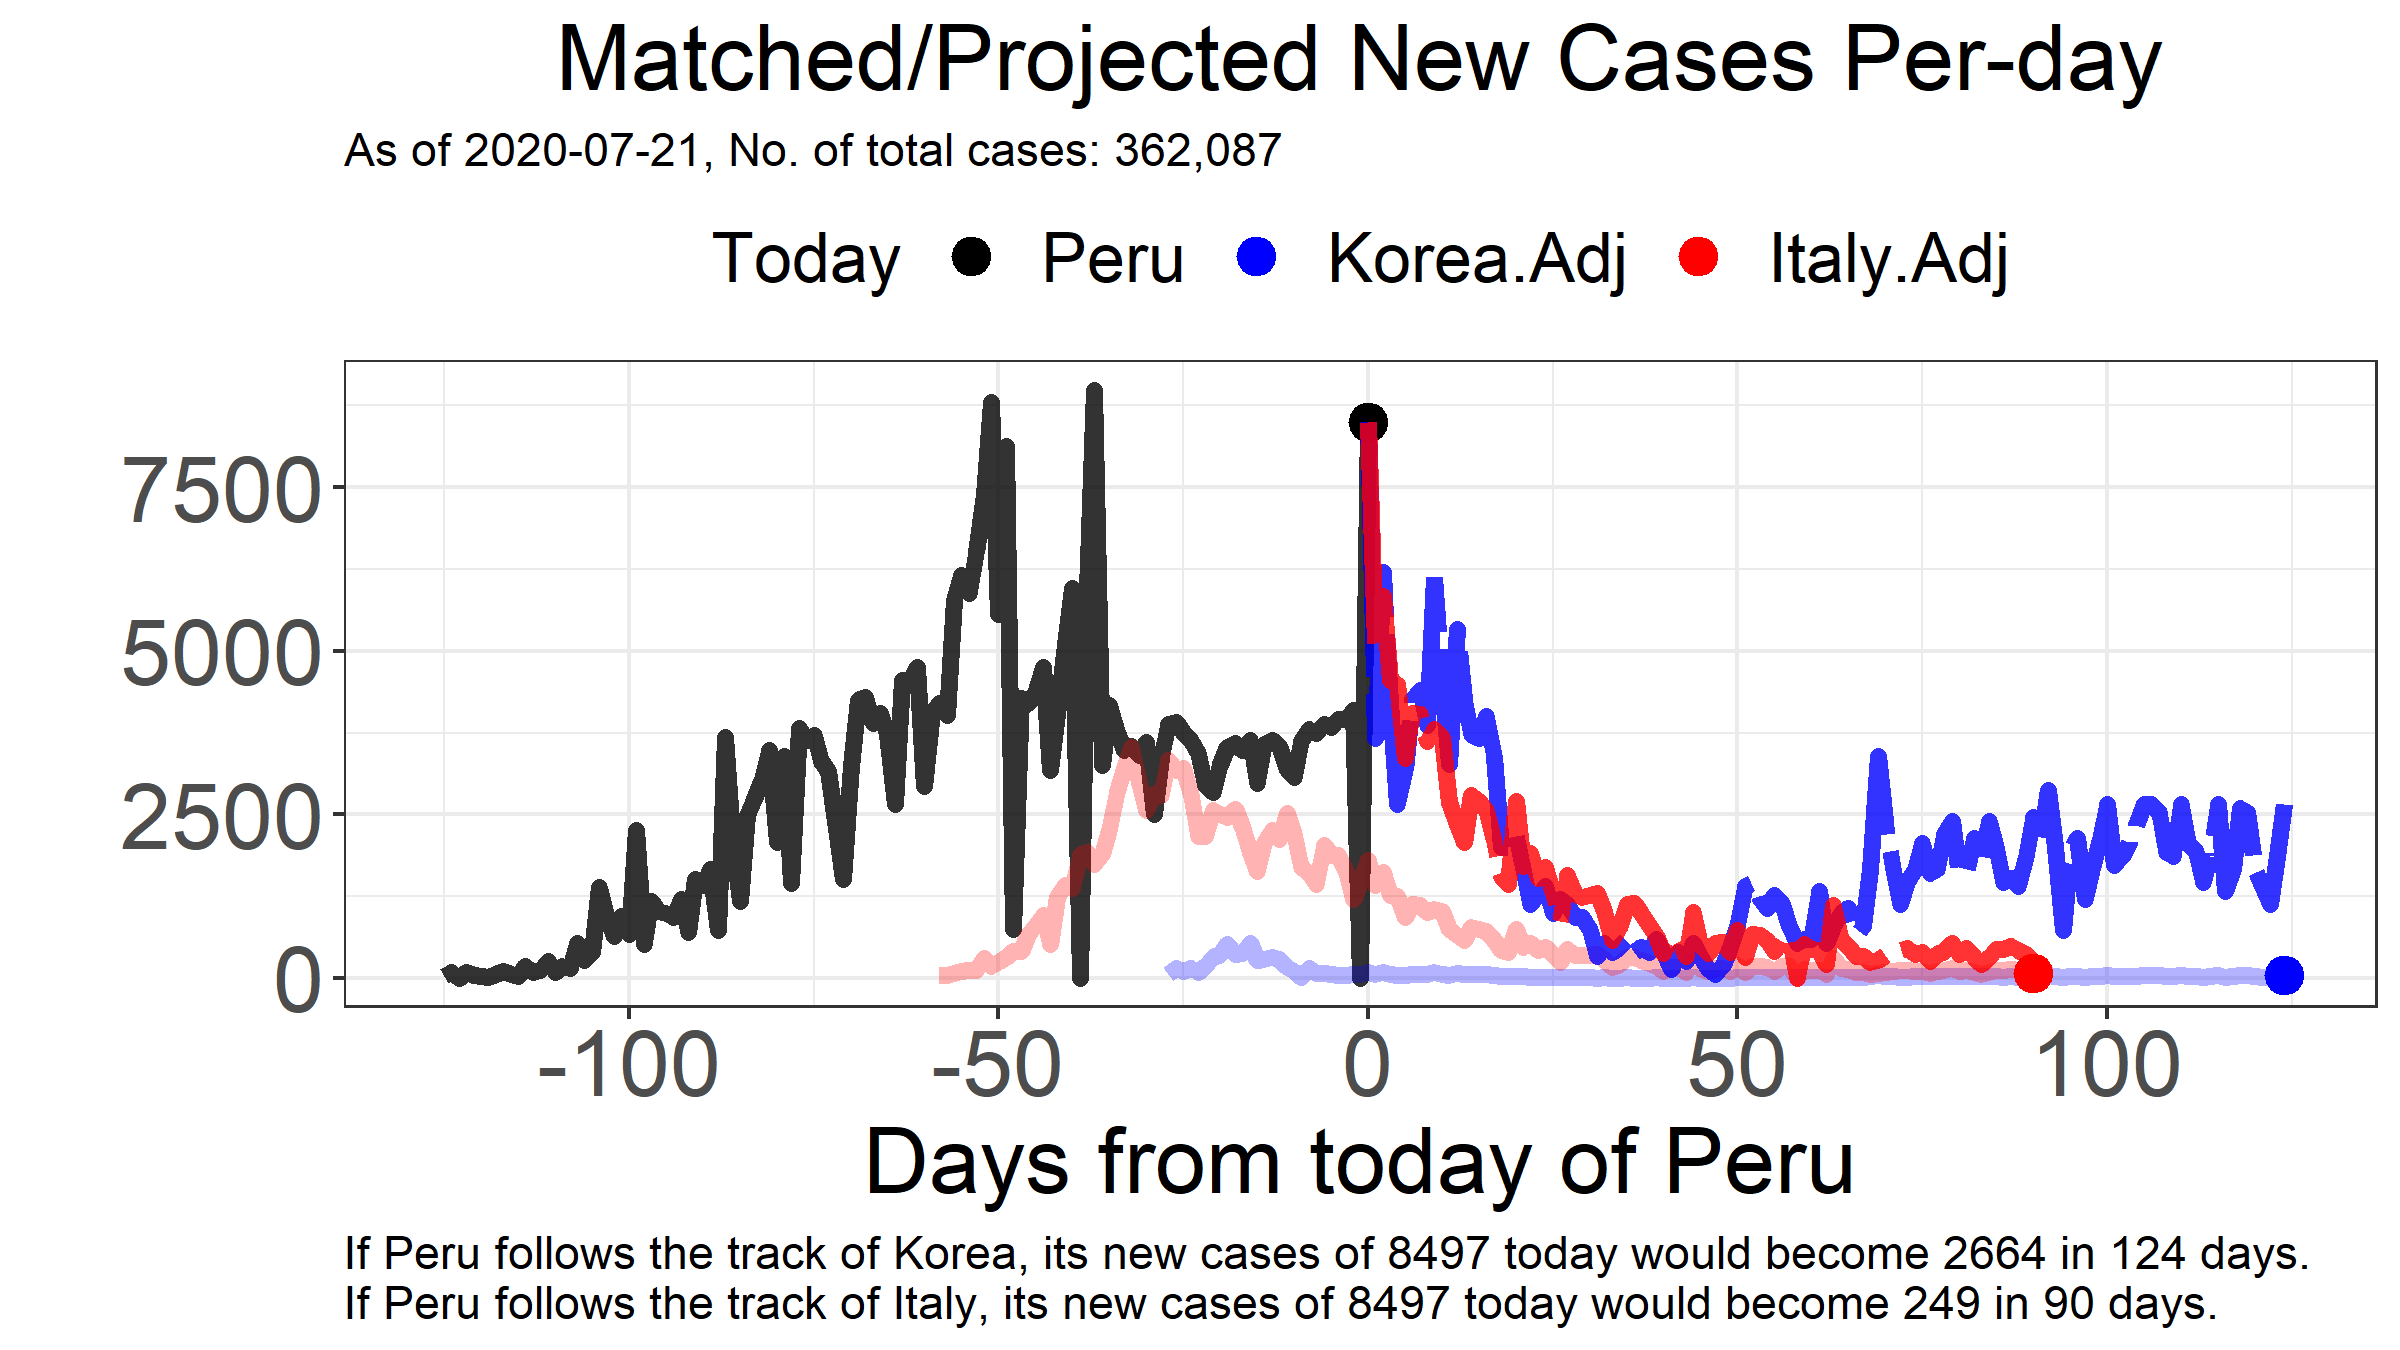 Matched/Projected New Cases Per-day
As of 2020-07-21, No. of total cases: 362,087
Today Peru Korea.Adj Italy.Adj
7500
5000
2500
0
-100 -50 0 50 100
Days from today of Peru
If Peru follows the track of Korea, its new cases of 8497 today would become 2664 in 124 days.
If Peru follows the track of Italy, its new cases of 8497 today would become 249 in 90 days.